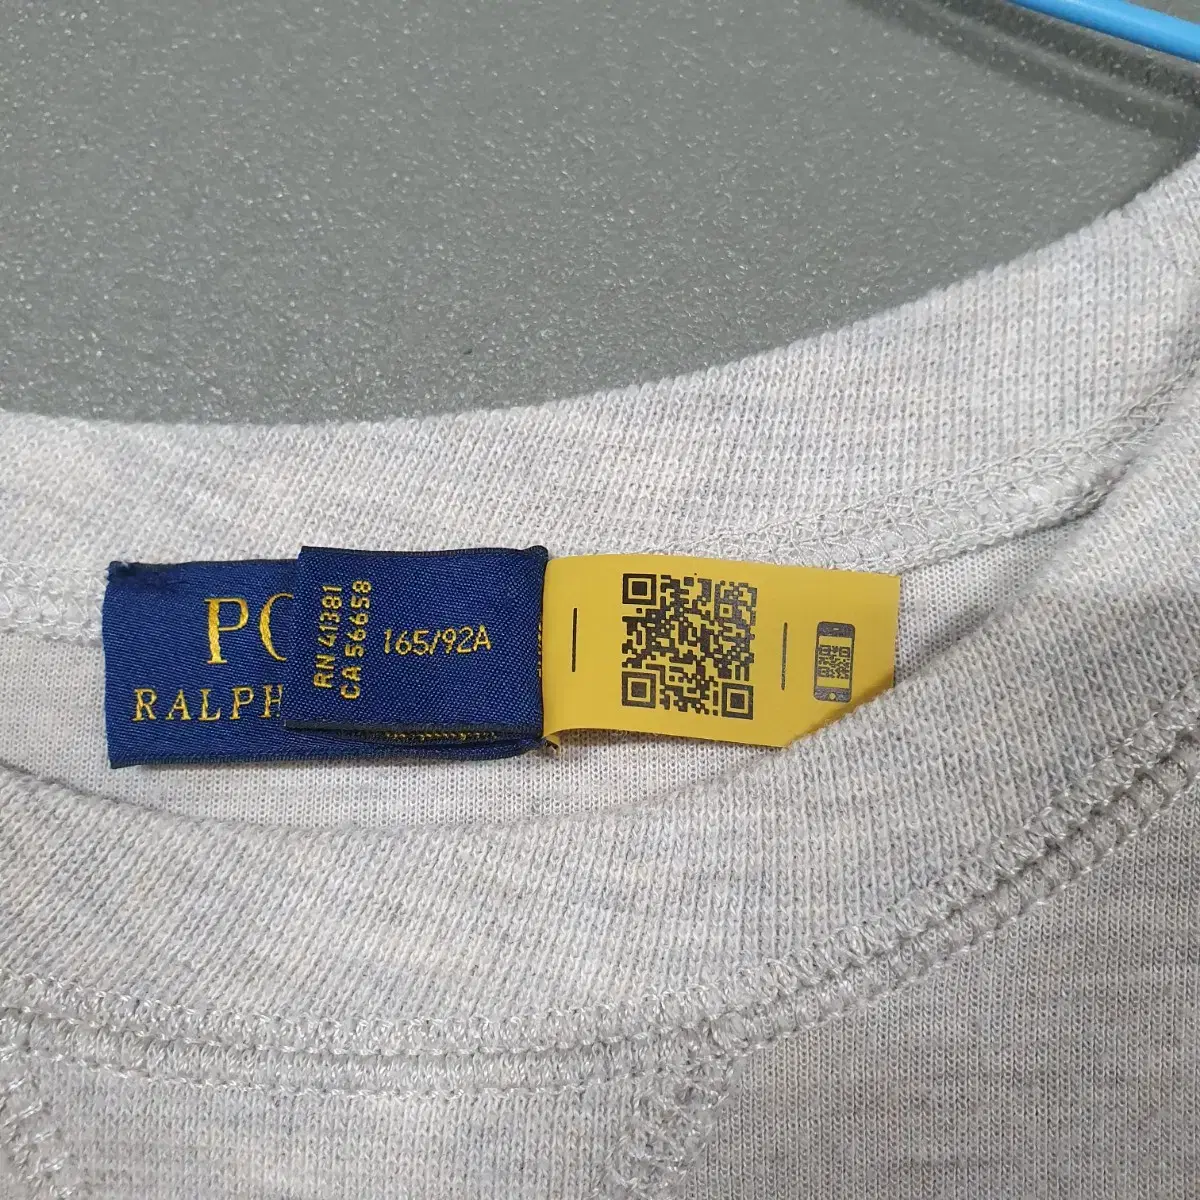 PO
RALPH
RN 41381
CA 56658
165/92A